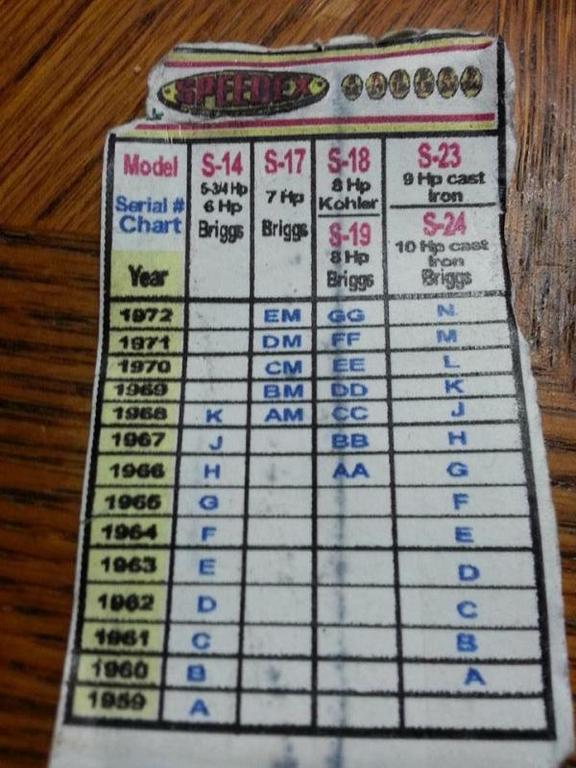 SPEEDEX
Model S-14 S-17 S-18 S-23
Serial # Chart 5-3/4 Hp 6 Hp Briggs 7 Hp Briggs 8 Hp Kohler 9 Hp cast Iron
S-19 S-24
8 Hp Briggs 10 Hp cast Iron Briggs
Year
1972 EM GG N
1971 DM FF M
1970 CM EE L
1969 BM DD K
1968 K AM CC J
1967 J BB H
1966 H AA G
1965 G F
1964 F E
1963 E D
1962 D C
1961 C B
1960 B A
1959 A